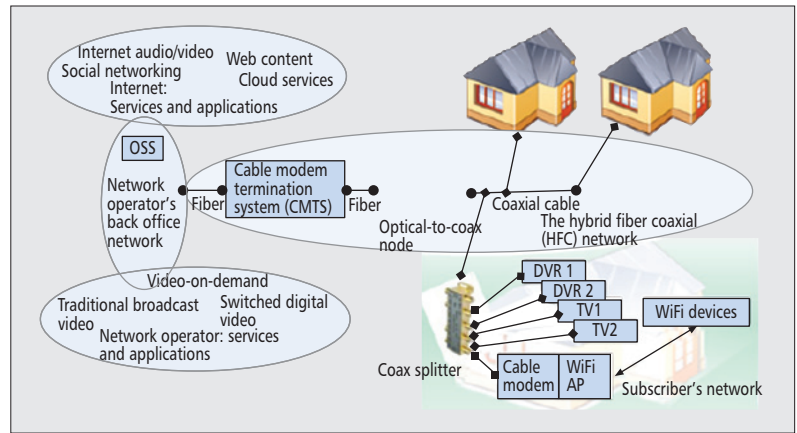 Internet audio/video
Social networking
Internet:
Services and applications
Web content
Cloud services
OSS
Network
operator's
back office
network
Fiber
Cable modem
termination
system (CMTS)
Fiber
Optical-to-coax
node
Coaxial cable
The hybrid fiber coaxial
(HFC) network
Video-on-demand
Traditional broadcast
video
Switched digital
video
Network operator: services
and applications
DVR 1
DVR 2
TV1
TV2
WiFi devices
Coax splitter
Cable
modem
WiFi
AP
Subscriber's network